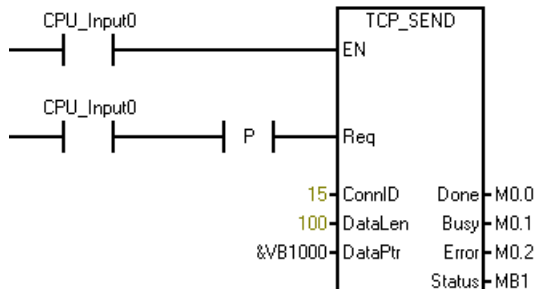 CPU_Input0 TCP_SEND
EN
CPU_Input0
P Req
15 ConnID Done M0.0
100 DataLen Busy M0.1
&VB1000 DataPtr Error M0.2
Status MB1